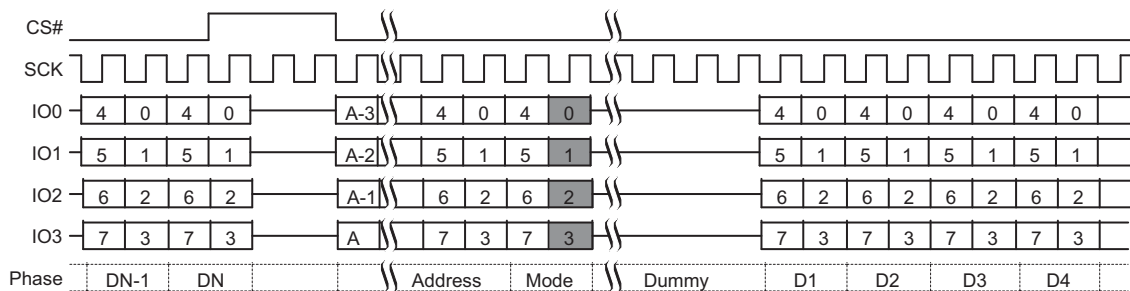 CS#
SCK
IO0 4 0 4 0 A-3 4 0 4 0 4 0 4 0 4 0 4 0
IO1 5 1 5 1 A-2 5 1 5 1 5 1 5 1 5 1 5 1
IO2 6 2 6 2 A-1 6 2 6 2 6 2 6 2 6 2 6 2
IO3 7 3 7 3 A 7 3 7 3 7 3 7 3 7 3 7 3
Phase DN-1 DN Address Mode Dummy D1 D2 D3 D4